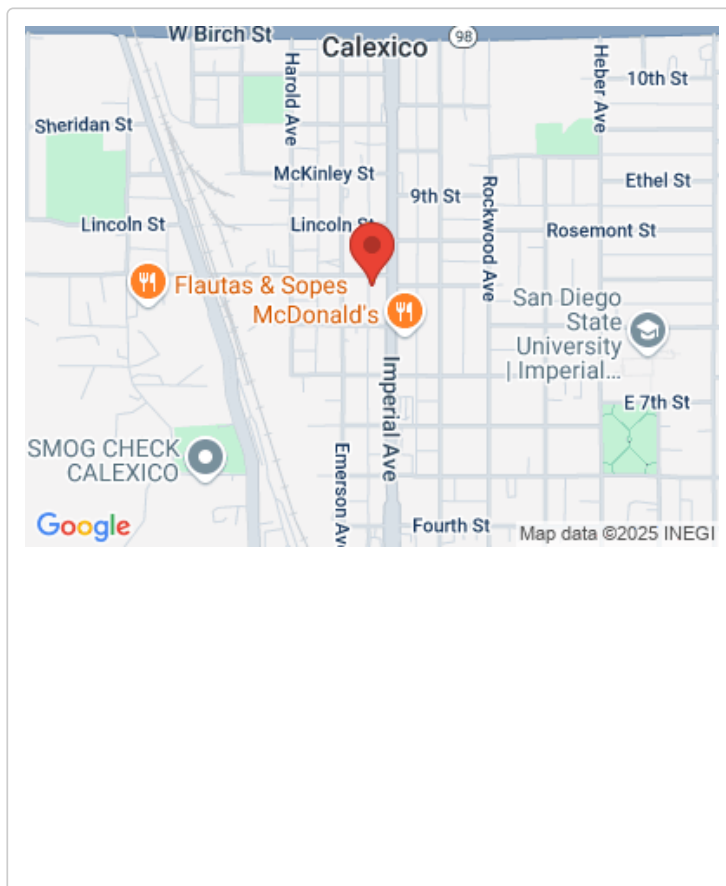 W Birch St
Calexico
98
Harold Ave
Heber Ave
10th St
Sheridan St
McKinley St
9th St
Rockwood Ave
Ethel St
Lincoln St
Lincoln St
Rosemont St
Flautas & Sopes
McDonald's
San Diego
State
University
| Imperial...
Imperial Ave
E 7th St
SMOG CHECK
CALEXICO
Emerson Ave
Fourth St
Google
Map data ©2025 INEGI